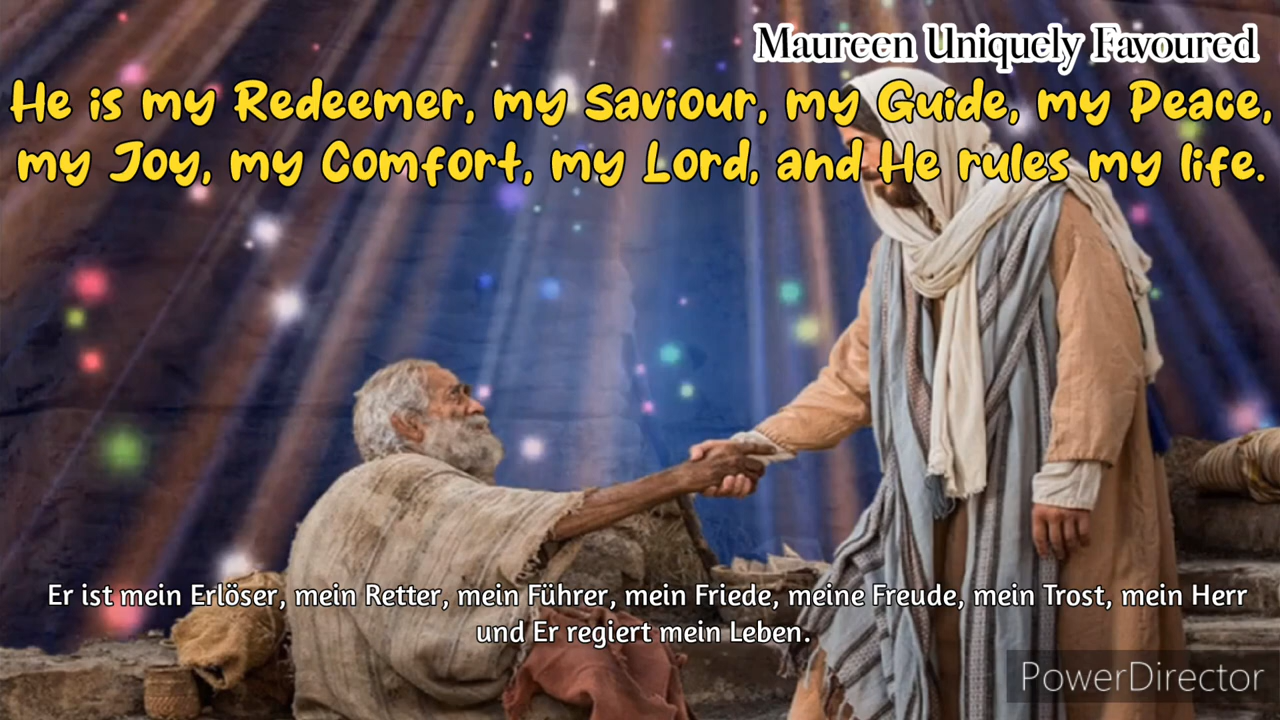 Maureen Uniquely Favoured
He is my Redeemer, my Saviour, my Guide, my Peace,
my Joy, my Comfort, my Lord, and He rules my life.
Er ist mein Erlöser, mein Retter, mein Führer, mein Friede, meine Freude, mein Trost, mein Herr
und Er regiert mein Leben.
PowerDirector